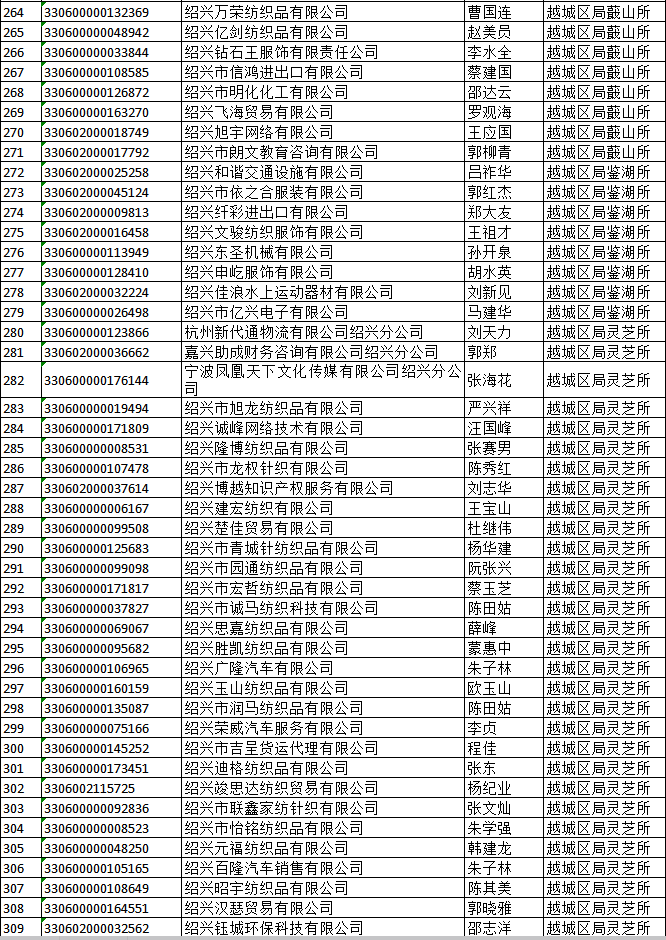 264 330600000132369 绍兴万荣纺织品有限公司 曹国连 越城区局蕺山所
265 330600000048942 绍兴亿剑纺织品有限公司 赵美员 越城区局蕺山所
266 330600000033844 绍兴钻石王服饰有限责任公司 李水全 越城区局蕺山所
267 330600000108585 绍兴市信鸿进出口有限公司 蔡建国 越城区局蕺山所
268 330600000126872 绍兴市明化化工有限公司 邵达云 越城区局蕺山所
269 330600000163270 绍兴飞海贸易有限公司 罗观海 越城区局蕺山所
270 330602000018749 绍兴旭宇网络有限公司 王应国 越城区局蕺山所
271 330602000017792 绍兴市朗文教育咨询有限公司 郭柳青 越城区局蕺山所
272 330602000025258 绍兴和谐交通设施有限公司 吕祚华 越城区局鉴湖所
273 330602000045124 绍兴市依之合服装有限公司 郭红杰 越城区局鉴湖所
274 330602000009813 绍兴纤彩进出口有限公司 郑大友 越城区局鉴湖所
275 330602000016458 绍兴文骏纺织服饰有限公司 王祖才 越城区局鉴湖所
276 330600000113949 绍兴东圣机械有限公司 孙开泉 越城区局鉴湖所
277 330600000128410 绍兴申屹服饰有限公司 胡水英 越城区局鉴湖所
278 330602000032224 绍兴佳浪水上运动器材有限公司 刘新见 越城区局鉴湖所
279 330600000026498 绍兴市亿兴电子有限公司 马建华 越城区局鉴湖所
280 330600000123866 杭州新代通物流有限公司绍兴分公司 刘天力 越城区局灵芝所
281 330602000036662 嘉兴助成财务咨询有限公司绍兴分公司 郭郑 越城区局灵芝所
282 330600000176144 宁波凤凰天下文化传媒有限公司绍兴分公
司 张海花 越城区局灵芝所
283 330600000019494 绍兴市旭龙纺织品有限公司 严兴祥 越城区局灵芝所
284 330600000171809 绍兴诚峰网络技术有限公司 汪国峰 越城区局灵芝所
285 330600000008531 绍兴隆博纺织品有限公司 张赛男 越城区局灵芝所
286 330600000107478 绍兴市龙权针织有限公司 陈秀红 越城区局灵芝所
287 330602000037614 绍兴博越知识产权服务有限公司 刘志华 越城区局灵芝所
288 330600000006167 绍兴建宏纺织有限公司 王宝山 越城区局灵芝所
289 330600000099508 绍兴楚佳贸易有限公司 杜继伟 越城区局灵芝所
290 330600000125683 绍兴市青城针纺织品有限公司 杨华建 越城区局灵芝所
291 330600000099098 绍兴市园通纺织品有限公司 阮张兴 越城区局灵芝所
292 330600000171817 绍兴市宏哲纺织品有限公司 蔡玉芝 越城区局灵芝所
293 330600000037827 绍兴市诚马纺织科技有限公司 陈田姑 越城区局灵芝所
294 330600000069067 绍兴思嘉纺织品有限公司 薛峰 越城区局灵芝所
295 330600000095682 绍兴胜凯纺织品有限公司 蒙惠中 越城区局灵芝所
296 330600000106965 绍兴广隆汽车有限公司 朱子林 越城区局灵芝所
297 330600000160159 绍兴玉山纺织品有限公司 欧玉山 越城区局灵芝所
298 330600000135087 绍兴市润马纺织品有限公司 陈田姑 越城区局灵芝所
299 330600000075166 绍兴荣威汽车服务有限公司 李贞 越城区局灵芝所
300 330600000145252 绍兴市吉呈货运代理有限公司 程佳 越城区局灵芝所
301 330600000173451 绍兴迪格纺织品有限公司 张东 越城区局灵芝所
302 3306002115725 绍兴竣思达纺织贸易有限公司 杨纪业 越城区局灵芝所
303 330600000092836 绍兴市联鑫家纺针织有限公司 张文灿 越城区局灵芝所
304 330600000008523 绍兴市怡铭纺织品有限公司 朱学强 越城区局灵芝所
305 330600000048250 绍兴元福纺织品有限公司 韩建龙 越城区局灵芝所
306 330600000105165 绍兴百隆汽车销售有限公司 朱子林 越城区局灵芝所
307 330600000108649 绍兴昭宇纺织品有限公司 陈其美 越城区局灵芝所
308 330600000164551 绍兴汉瑟贸易有限公司 郭晓雅 越城区局灵芝所
309 330602000032562 绍兴钰城环保科技有限公司 邵志洋 越城区局灵芝所